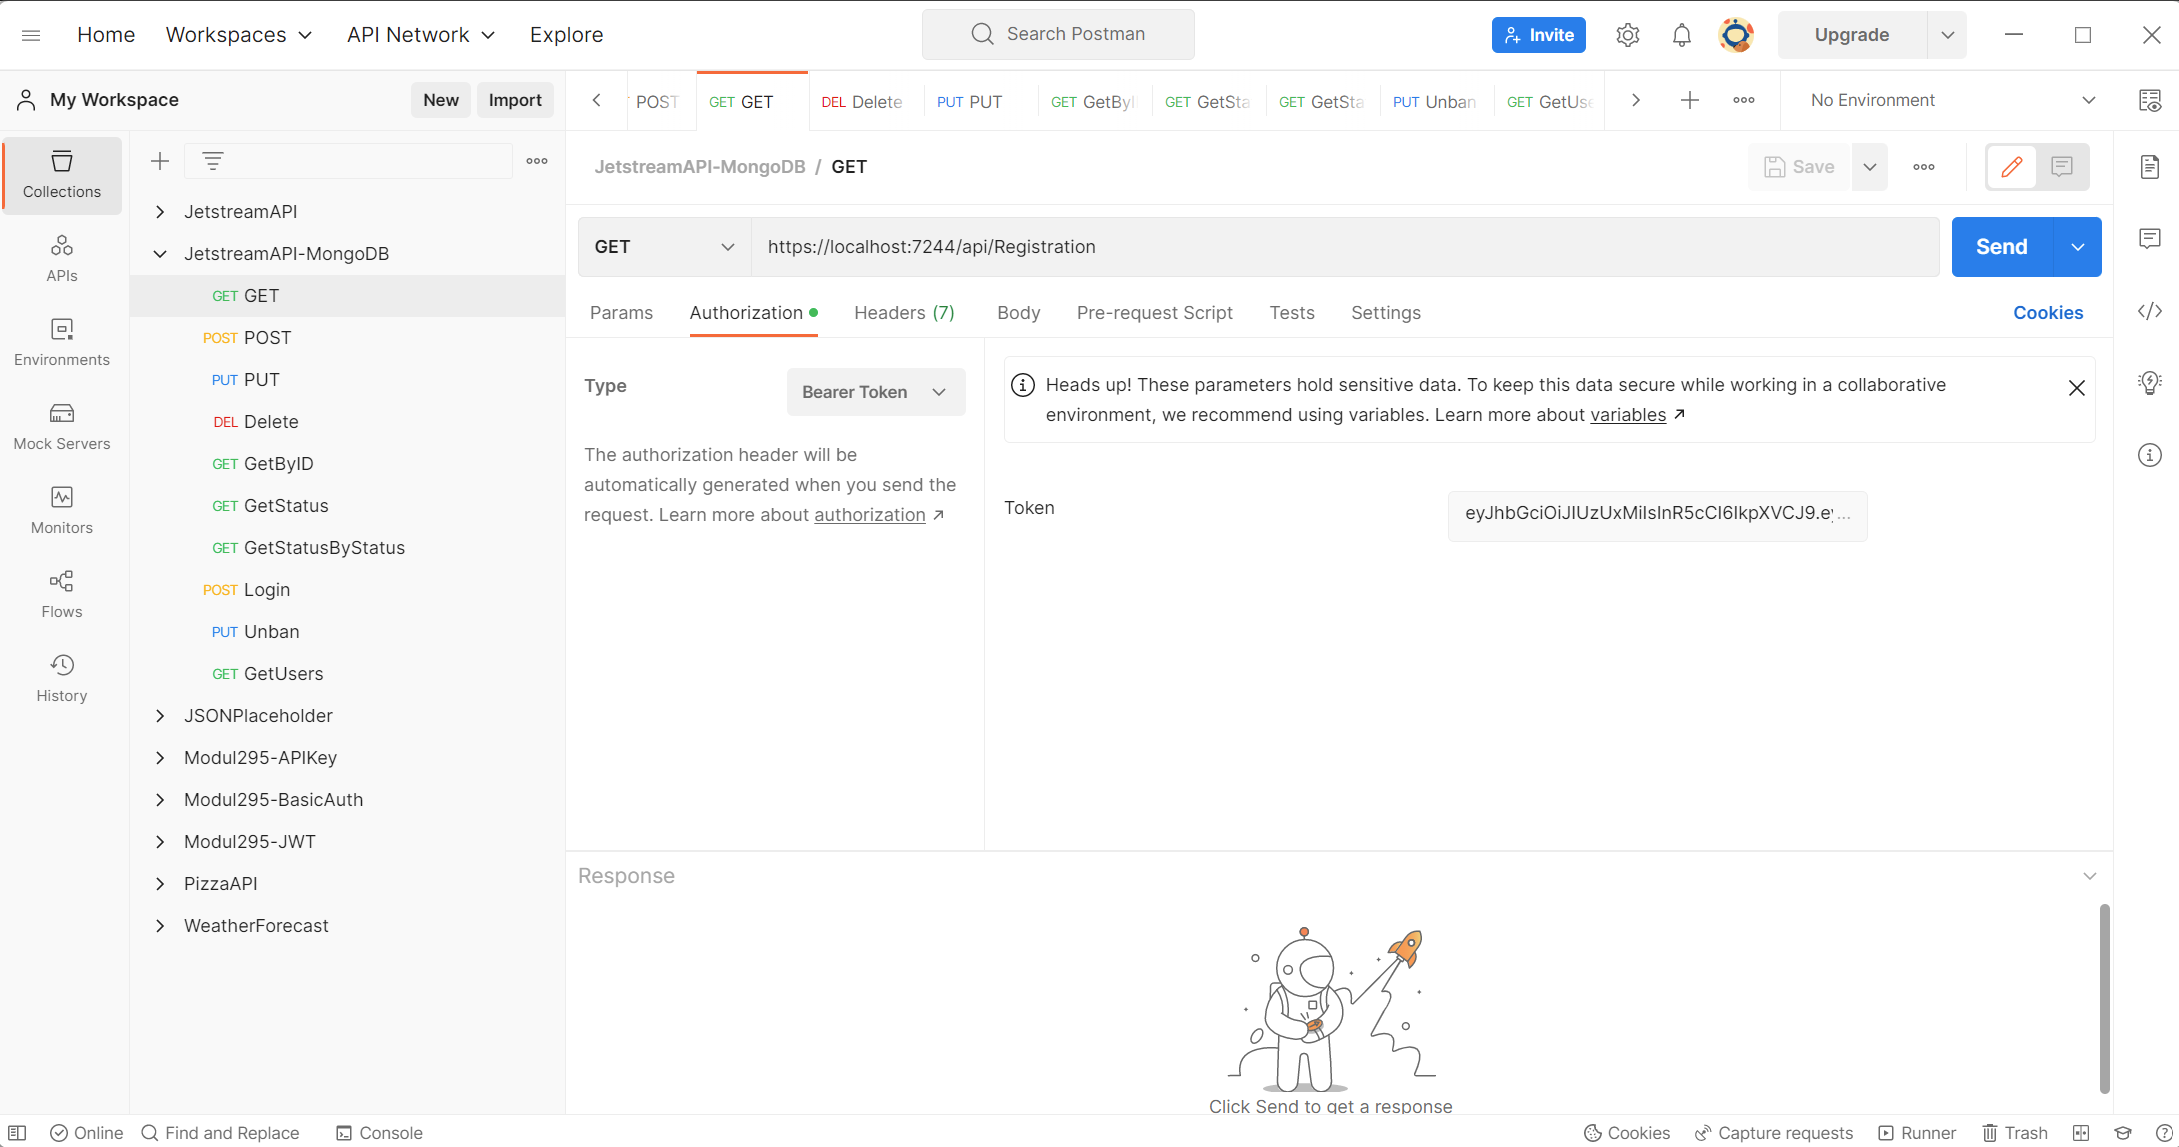 Home
Workspaces
API Network
Explore
Search Postman
Invite
Upgrade
My Workspace
New
Import
POST
GET GET
DEL Delete
PUT PUT
GET GetByI
GET GetSta
GET GetSta
PUT Unban
GET GetUse
No Environment
Collections
APIs
Environments
Mock Servers
Monitors
Flows
History
JetstreamAPI
JetstreamAPI-MongoDB
GET GET
POST POST
PUT PUT
DEL Delete
GET GetByID
GET GetStatus
GET GetStatusByStatus
POST Login
PUT Unban
GET GetUsers
JSONPlaceholder
Modul295-APIKey
Modul295-BasicAuth
Modul295-JWT
PizzaAPI
WeatherForecast
JetstreamAPI-MongoDB / GET
Save
GET
https://localhost:7244/api/Registration
Send
Params
Authorization
Headers (7)
Body
Pre-request Script
Tests
Settings
Cookies
Type
Bearer Token
The authorization header will be
automatically generated when you send the
request. Learn more about authorization ↗
Heads up! These parameters hold sensitive data. To keep this data secure while working in a collaborative
environment, we recommend using variables. Learn more about variables ↗
Token
eyJhbGciOiJIUzUxMiIsInR5cCI6IkpXVCJ9.ey...
Response
Click Send to get a response
Online
Find and Replace
Console
Cookies
Capture requests
Runner
Trash